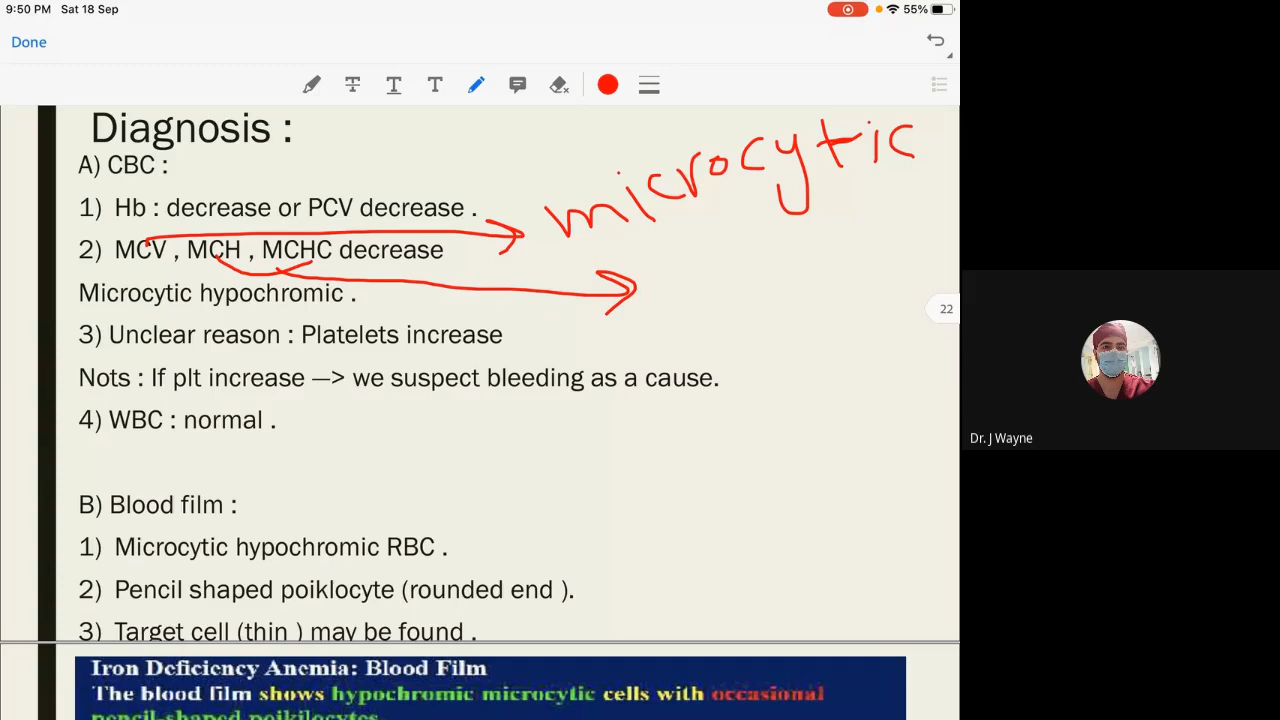 9:50 PM Sat 18 Sep
55%
Done
Diagnosis :
microcytic
A) CBC :
1) Hb : decrease or PCV decrease .
2) MCV , MCH , MCHC decrease
Microcytic hypochromic .
22
3) Unclear reason : Platelets increase
Nots : If plt increase —> we suspect bleeding as a cause.
4) WBC : normal .
Dr. J Wayne
B) Blood film :
1) Microcytic hypochromic RBC .
2) Pencil shaped poiklocyte (rounded end ).
3) Target cell (thin ) may be found .
Iron Deficiency Anemia: Blood Film
The blood film shows hypochromic microcytic cells with occasional
pencil-shaped poikilocytes.